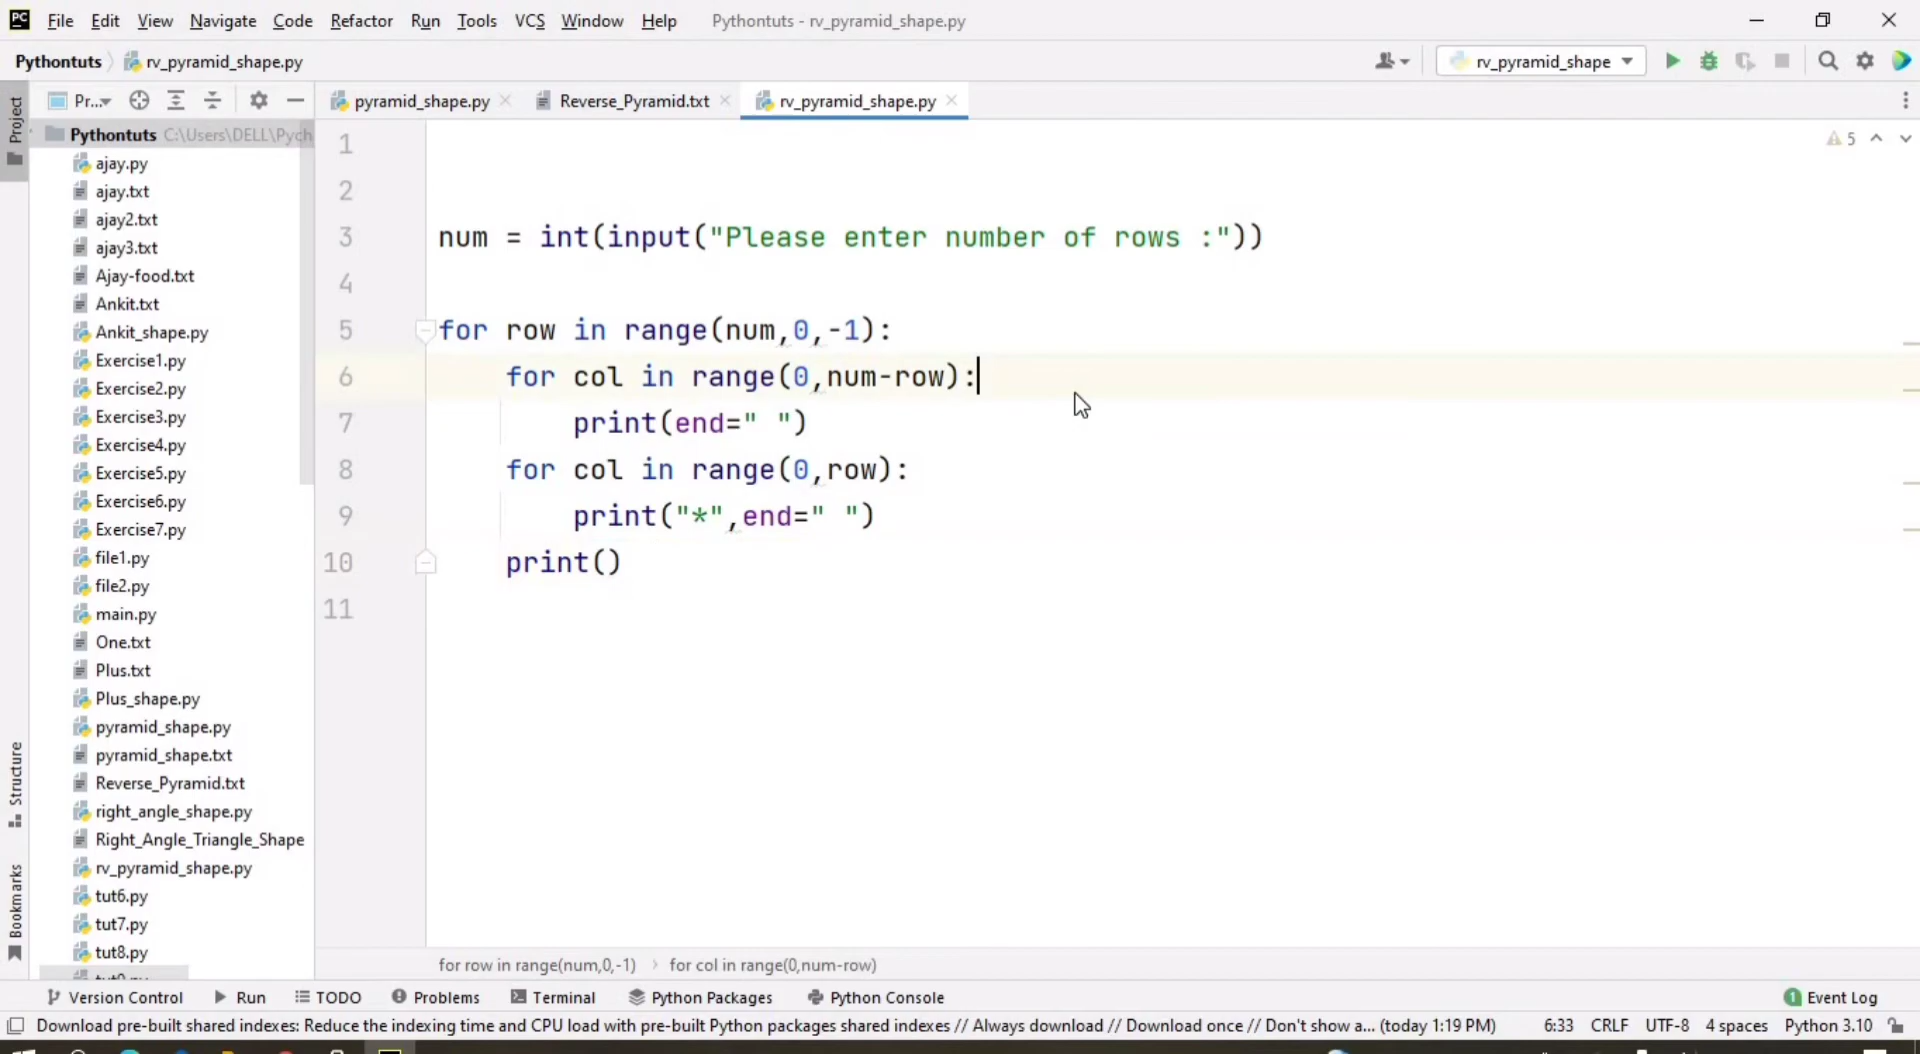 PC File Edit View Navigate Code Refactor Run Tools VCS Window Help Pythontuts - rv_pyramid_shape.py
Pythontuts rv_pyramid_shape.py rv_pyramid_shape
Project Pr... pyramid_shape.py Reverse_Pyramid.txt rv_pyramid_shape.py
Pythontuts C:\Users\DELL\Pych
ajay.py
ajay.txt
ajay2.txt
ajay3.txt
Ajay-food.txt
Ankit.txt
Ankit_shape.py
Exercise1.py
Exercise2.py
Exercise3.py
Exercise4.py
Exercise5.py
Exercise6.py
Exercise7.py
file1.py
file2.py
main.py
One.txt
Plus.txt
Plus_shape.py
pyramid_shape.py
pyramid_shape.txt
Reverse_Pyramid.txt
right_angle_shape.py
Right_Angle_Triangle_Shape
rv_pyramid_shape.py
tut6.py
tut7.py
tut8.py
Structure
Bookmarks
5
1
2
3 num = int(input("Please enter number of rows :"))
4
5 for row in range(num,0,-1):
6 for col in range(0,num-row):
7 print(end=" ")
8 for col in range(0,row):
9 print("*",end=" ")
10 print()
11
for row in range(num,0,-1) › for col in range(0,num-row)
Version Control Run TODO Problems Terminal Python Packages Python Console 1 Event Log
Download pre-built shared indexes: Reduce the indexing time and CPU load with pre-built Python packages shared indexes // Always download // Download once // Don't show a... (today 1:19 PM) 6:33 CRLF UTF-8 4 spaces Python 3.10